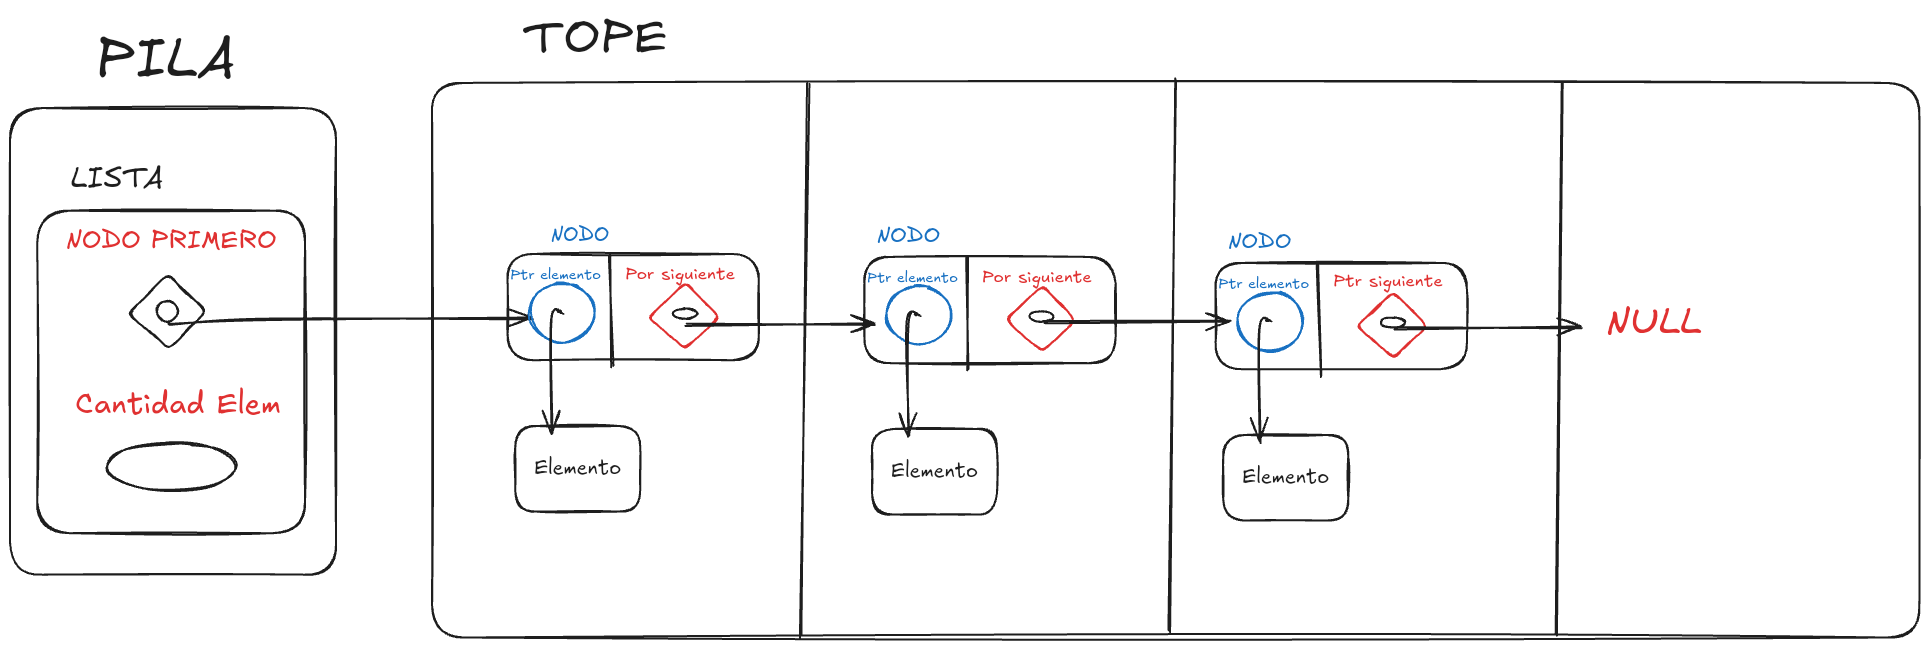 PILA
TOPE
LISTA
NODO PRIMERO
Cantidad Elem
NODO
Ptr elemento
Por siguiente
Elemento
NODO
Ptr elemento
Por siguiente
Elemento
NODO
Ptr elemento
Ptr siguiente
Elemento
NULL